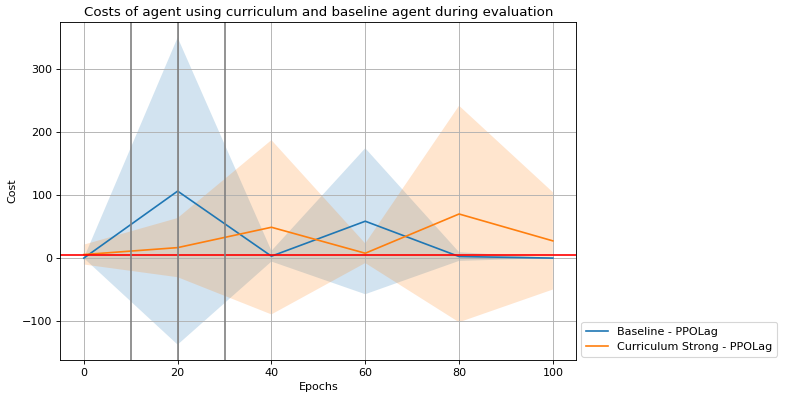 Costs of agent using curriculum and baseline agent during evaluation
300
200
100
0
−100
Cost
0 20 40 60 80 100
Epochs
Baseline - PPOLag
Curriculum Strong - PPOLag